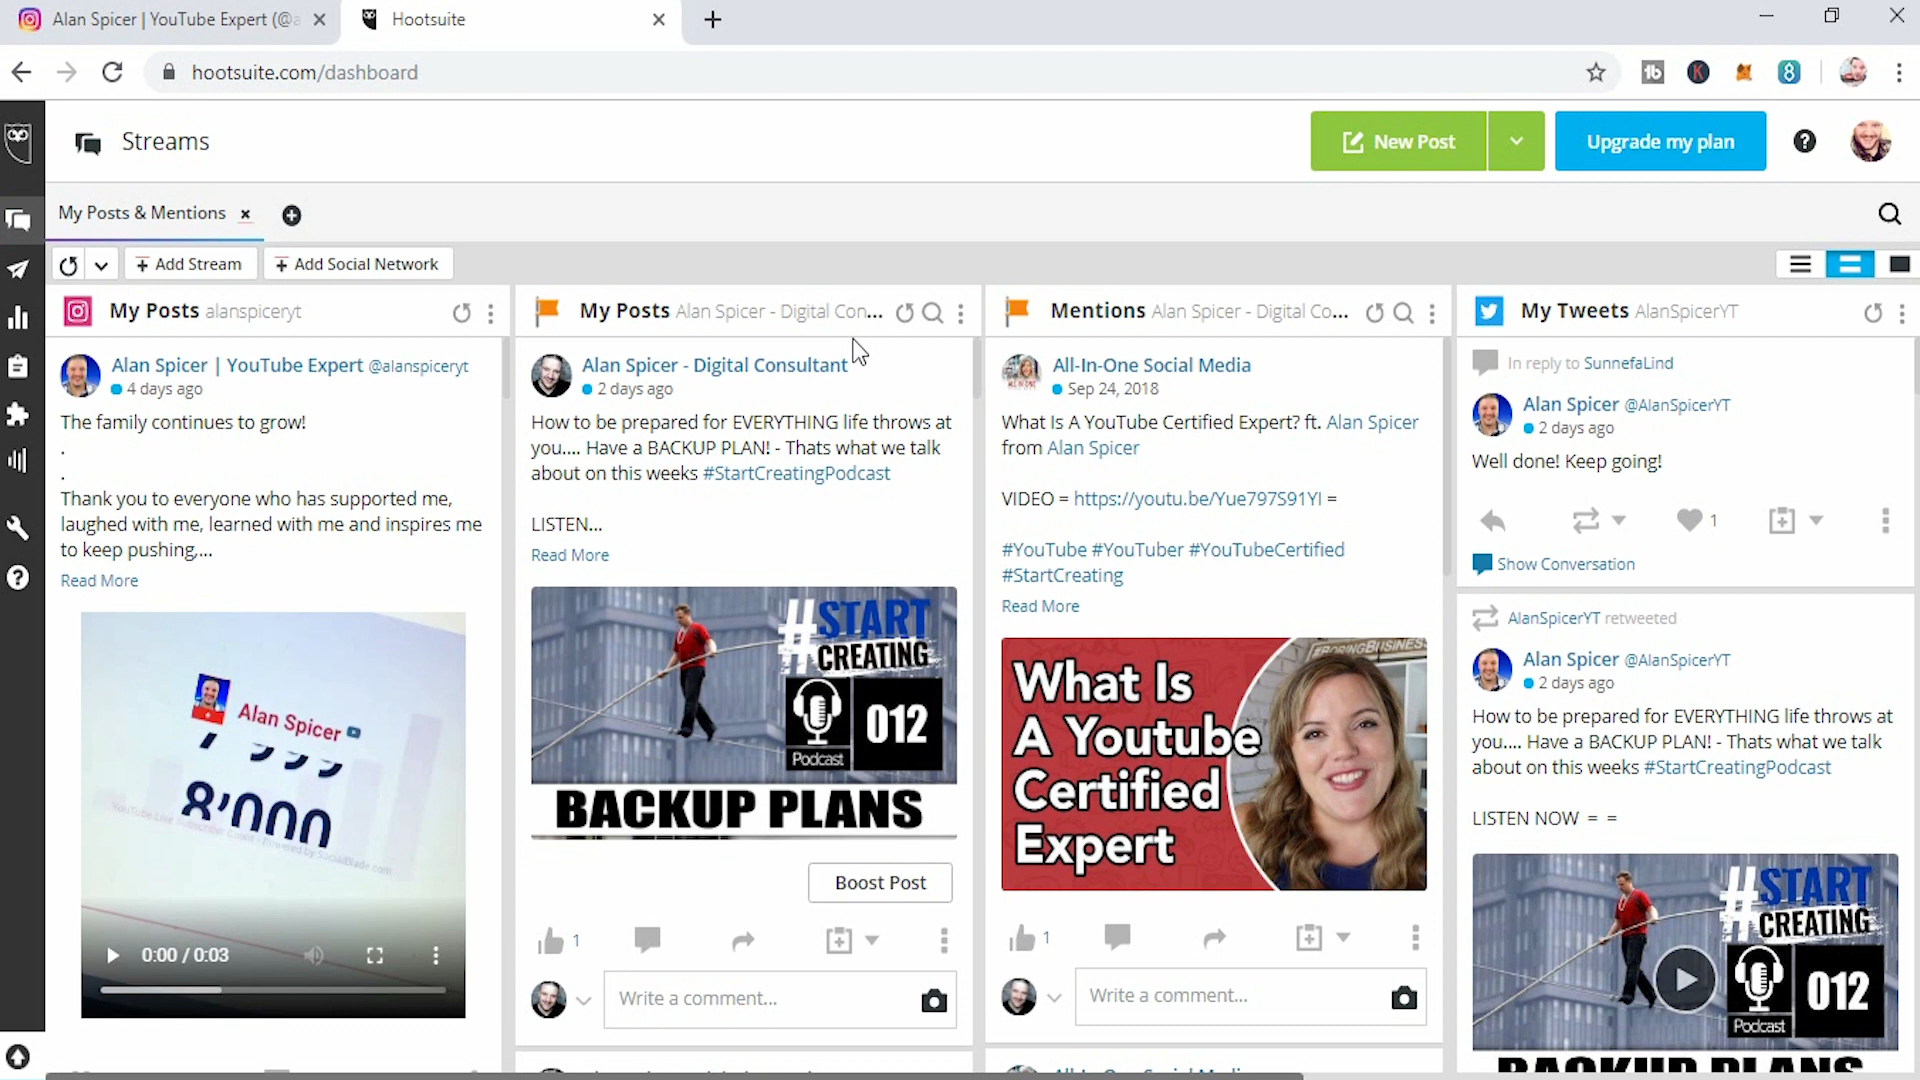 Alan Spicer | YouTube Expert (@a
Hootsuite
hootsuite.com/dashboard
Streams
New Post
Upgrade my plan
My Posts & Mentions
Add Stream
Add Social Network
My Posts alanspiceryt
Alan Spicer | YouTube Expert @alanspiceryt
4 days ago
The family continues to grow!
.
.
Thank you to everyone who has supported me,
laughed with me, learned with me and inspires me
to keep pushing,...
Read More
Alan Spicer
8'000
YouTube Live Subscriber Count - Powered by SocialBlade.com
0:00 / 0:03
My Posts Alan Spicer - Digital Con...
Alan Spicer - Digital Consultant
2 days ago
How to be prepared for EVERYTHING life throws at
you.... Have a BACKUP PLAN! - Thats what we talk
about on this weeks #StartCreatingPodcast
LISTEN...
Read More
#START
CREATING
Podcast
012
BACKUP PLANS
Boost Post
1
Write a comment...
Mentions Alan Spicer - Digital Co...
All-In-One Social Media
Sep 24, 2018
What Is A YouTube Certified Expert? ft. Alan Spicer
from Alan Spicer
VIDEO = https://youtu.be/Yue797S91YI =
#YouTube #YouTuber #YouTubeCertified
#StartCreating
Read More
#BORINGBUSINESS
What Is
A Youtube
Certified
Expert
1
Write a comment...
My Tweets AlanSpicerYT
In reply to SunnefaLind
Alan Spicer @AlanSpicerYT
2 days ago
Well done! Keep going!
1
Show Conversation
AlanSpicerYT retweeted
Alan Spicer @AlanSpicerYT
2 days ago
How to be prepared for EVERYTHING life throws at
you.... Have a BACKUP PLAN! - Thats what we talk
about on this weeks #StartCreatingPodcast
LISTEN NOW = =
#START
CREATING
Podcast
012
BACKUP PLANS